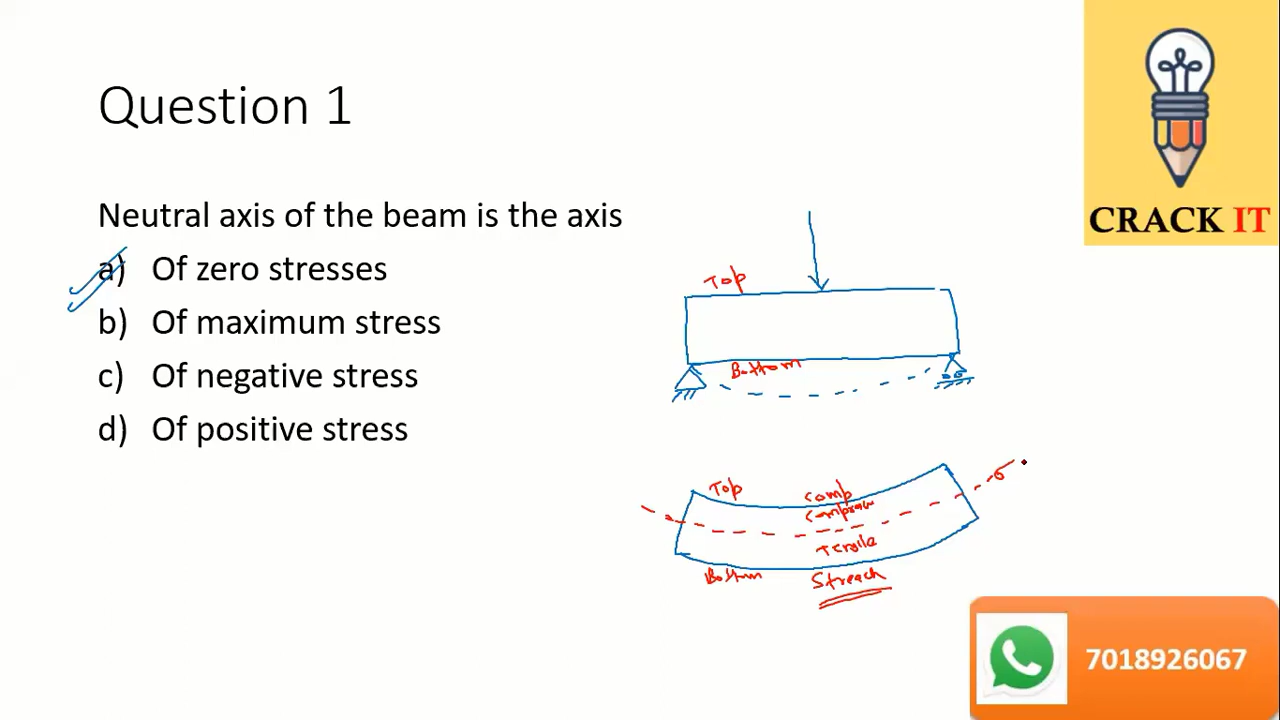 Question 1
Neutral axis of the beam is the axis
a) Of zero stresses
b) Of maximum stress
c) Of negative stress
d) Of positive stress
CRACK IT
Top
Bottom
Top
Comp
Tensile
σ
Bottom
Streach
7018926067